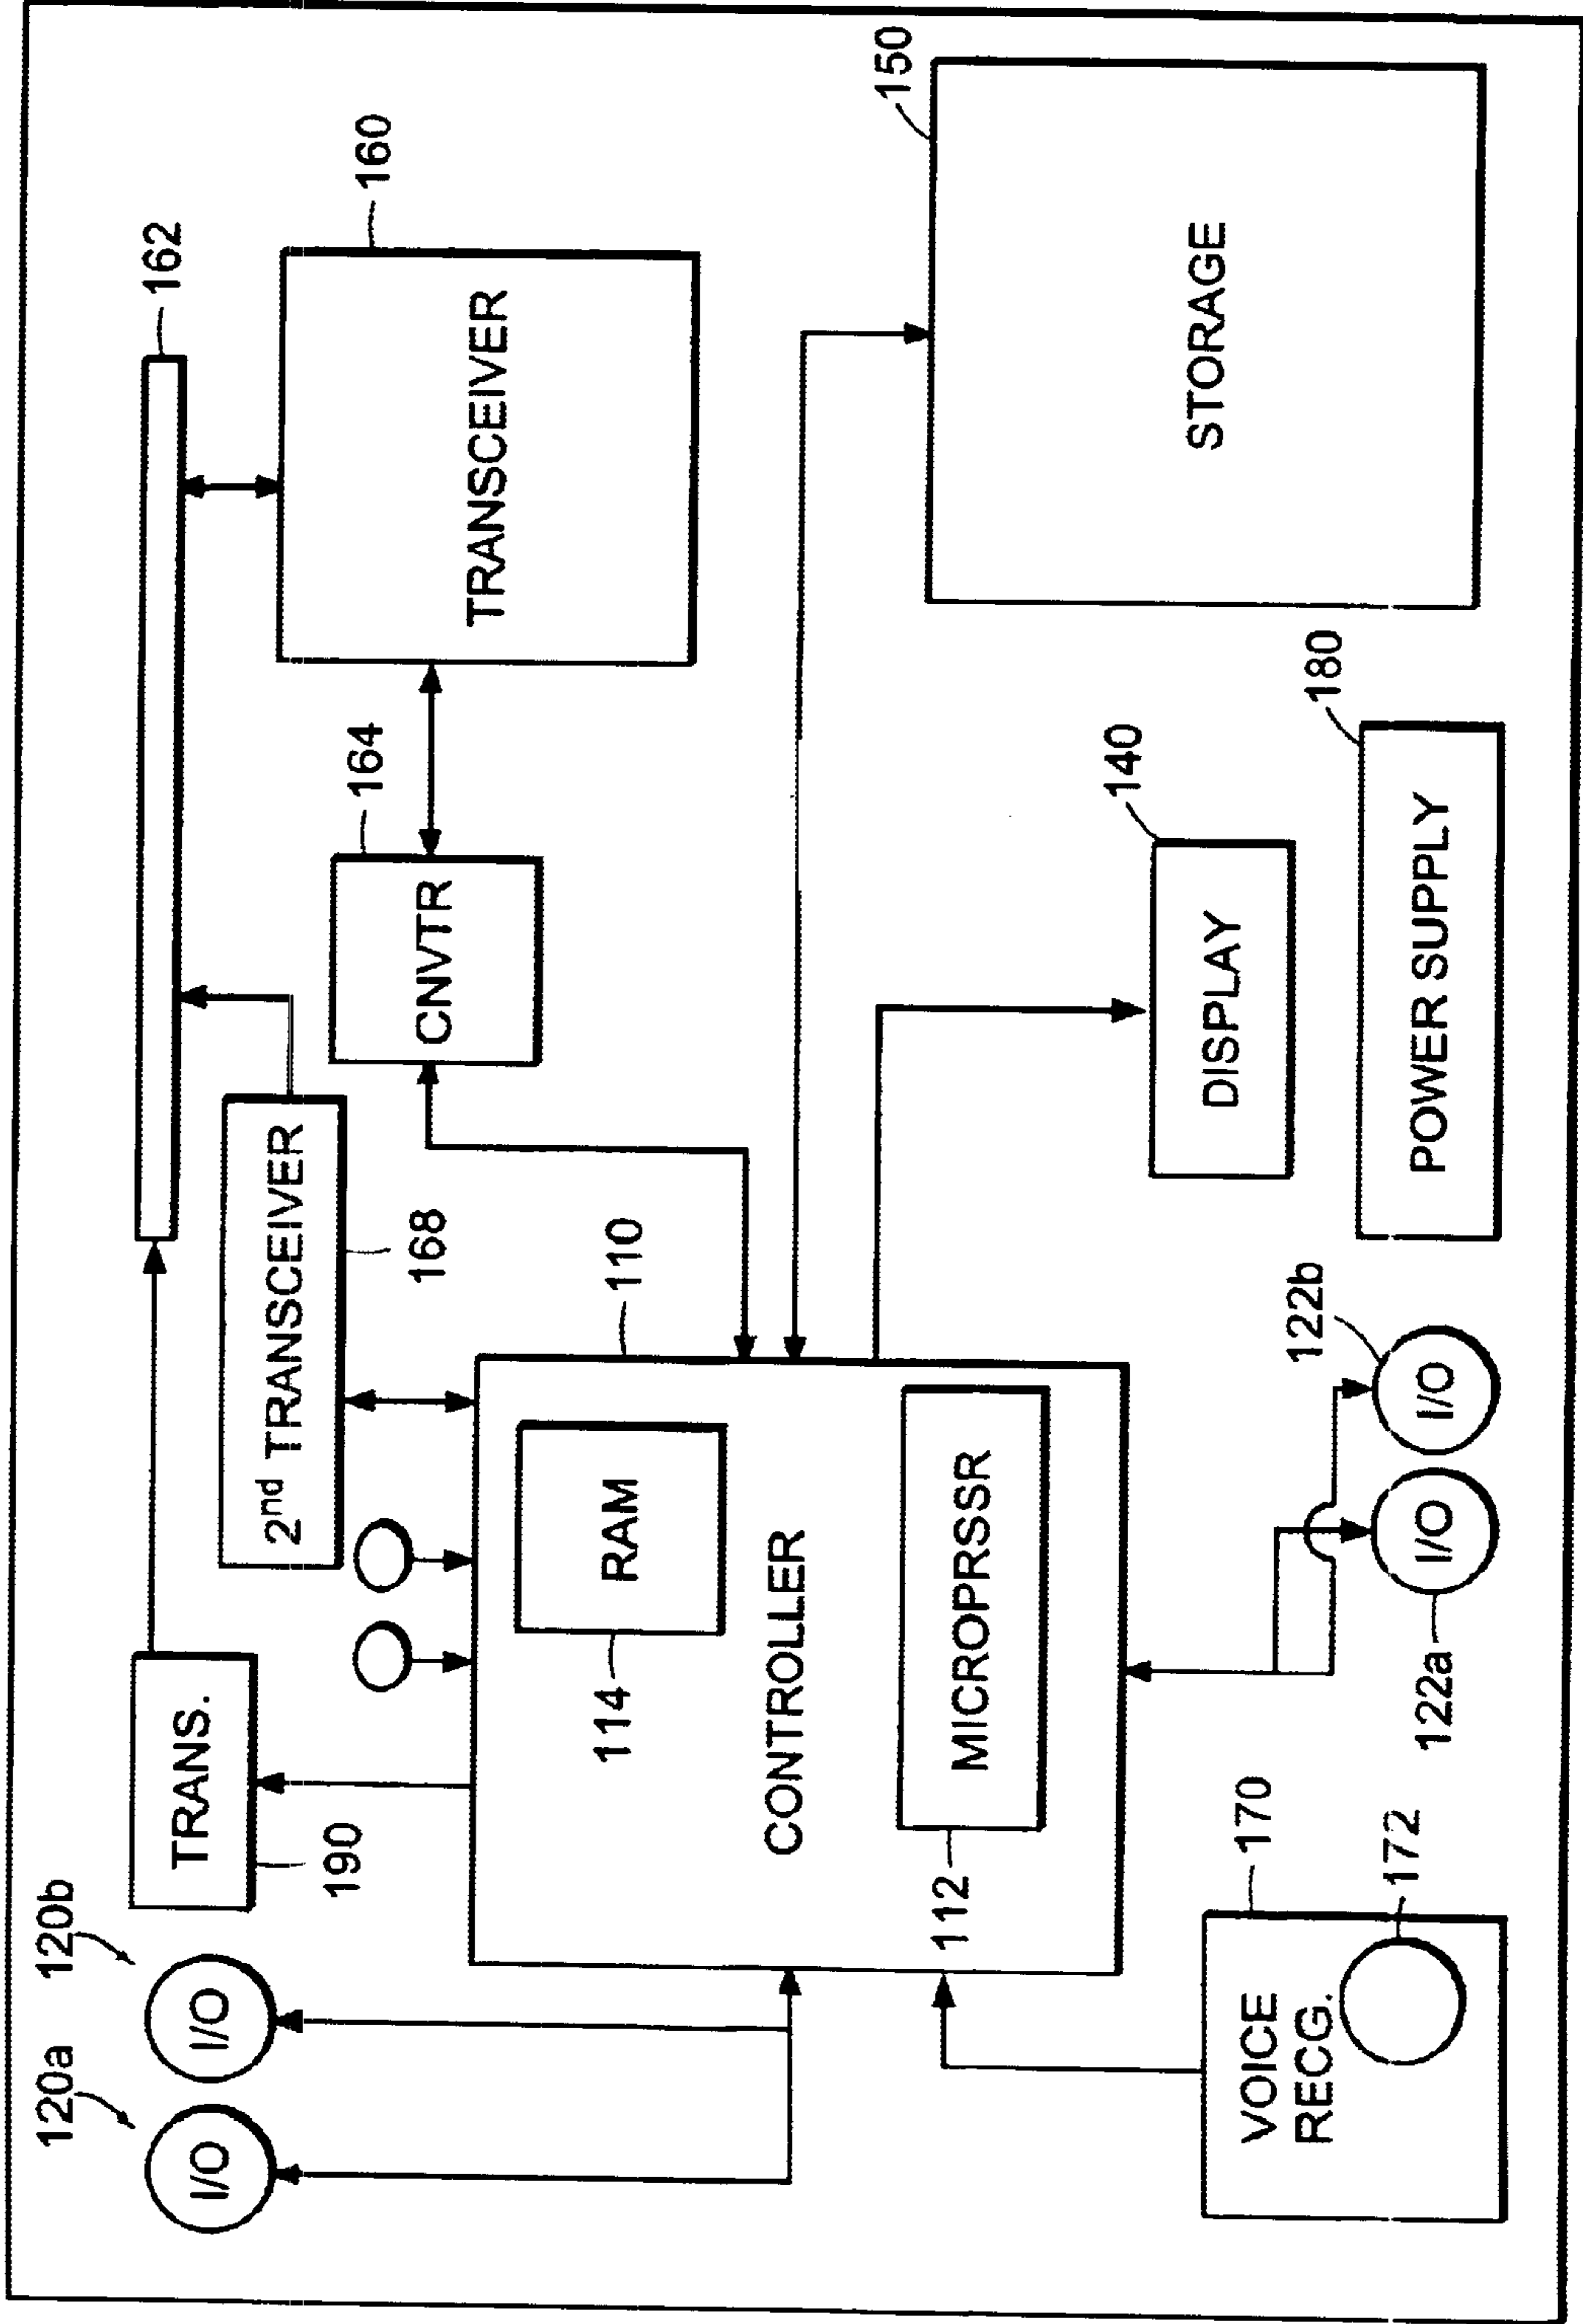 120a
120b
I/O
I/O
TRANS.
190
2nd TRANSCEIVER
168
162
CNVTR
164
TRANSCEIVER
160
110
RAM
114
CONTROLLER
MICROPRSSR
112
STORAGE
150
DISPLAY
140
POWER SUPPLY
180
VOICE
RECG.
170
172
I/O
122a
I/O
122b